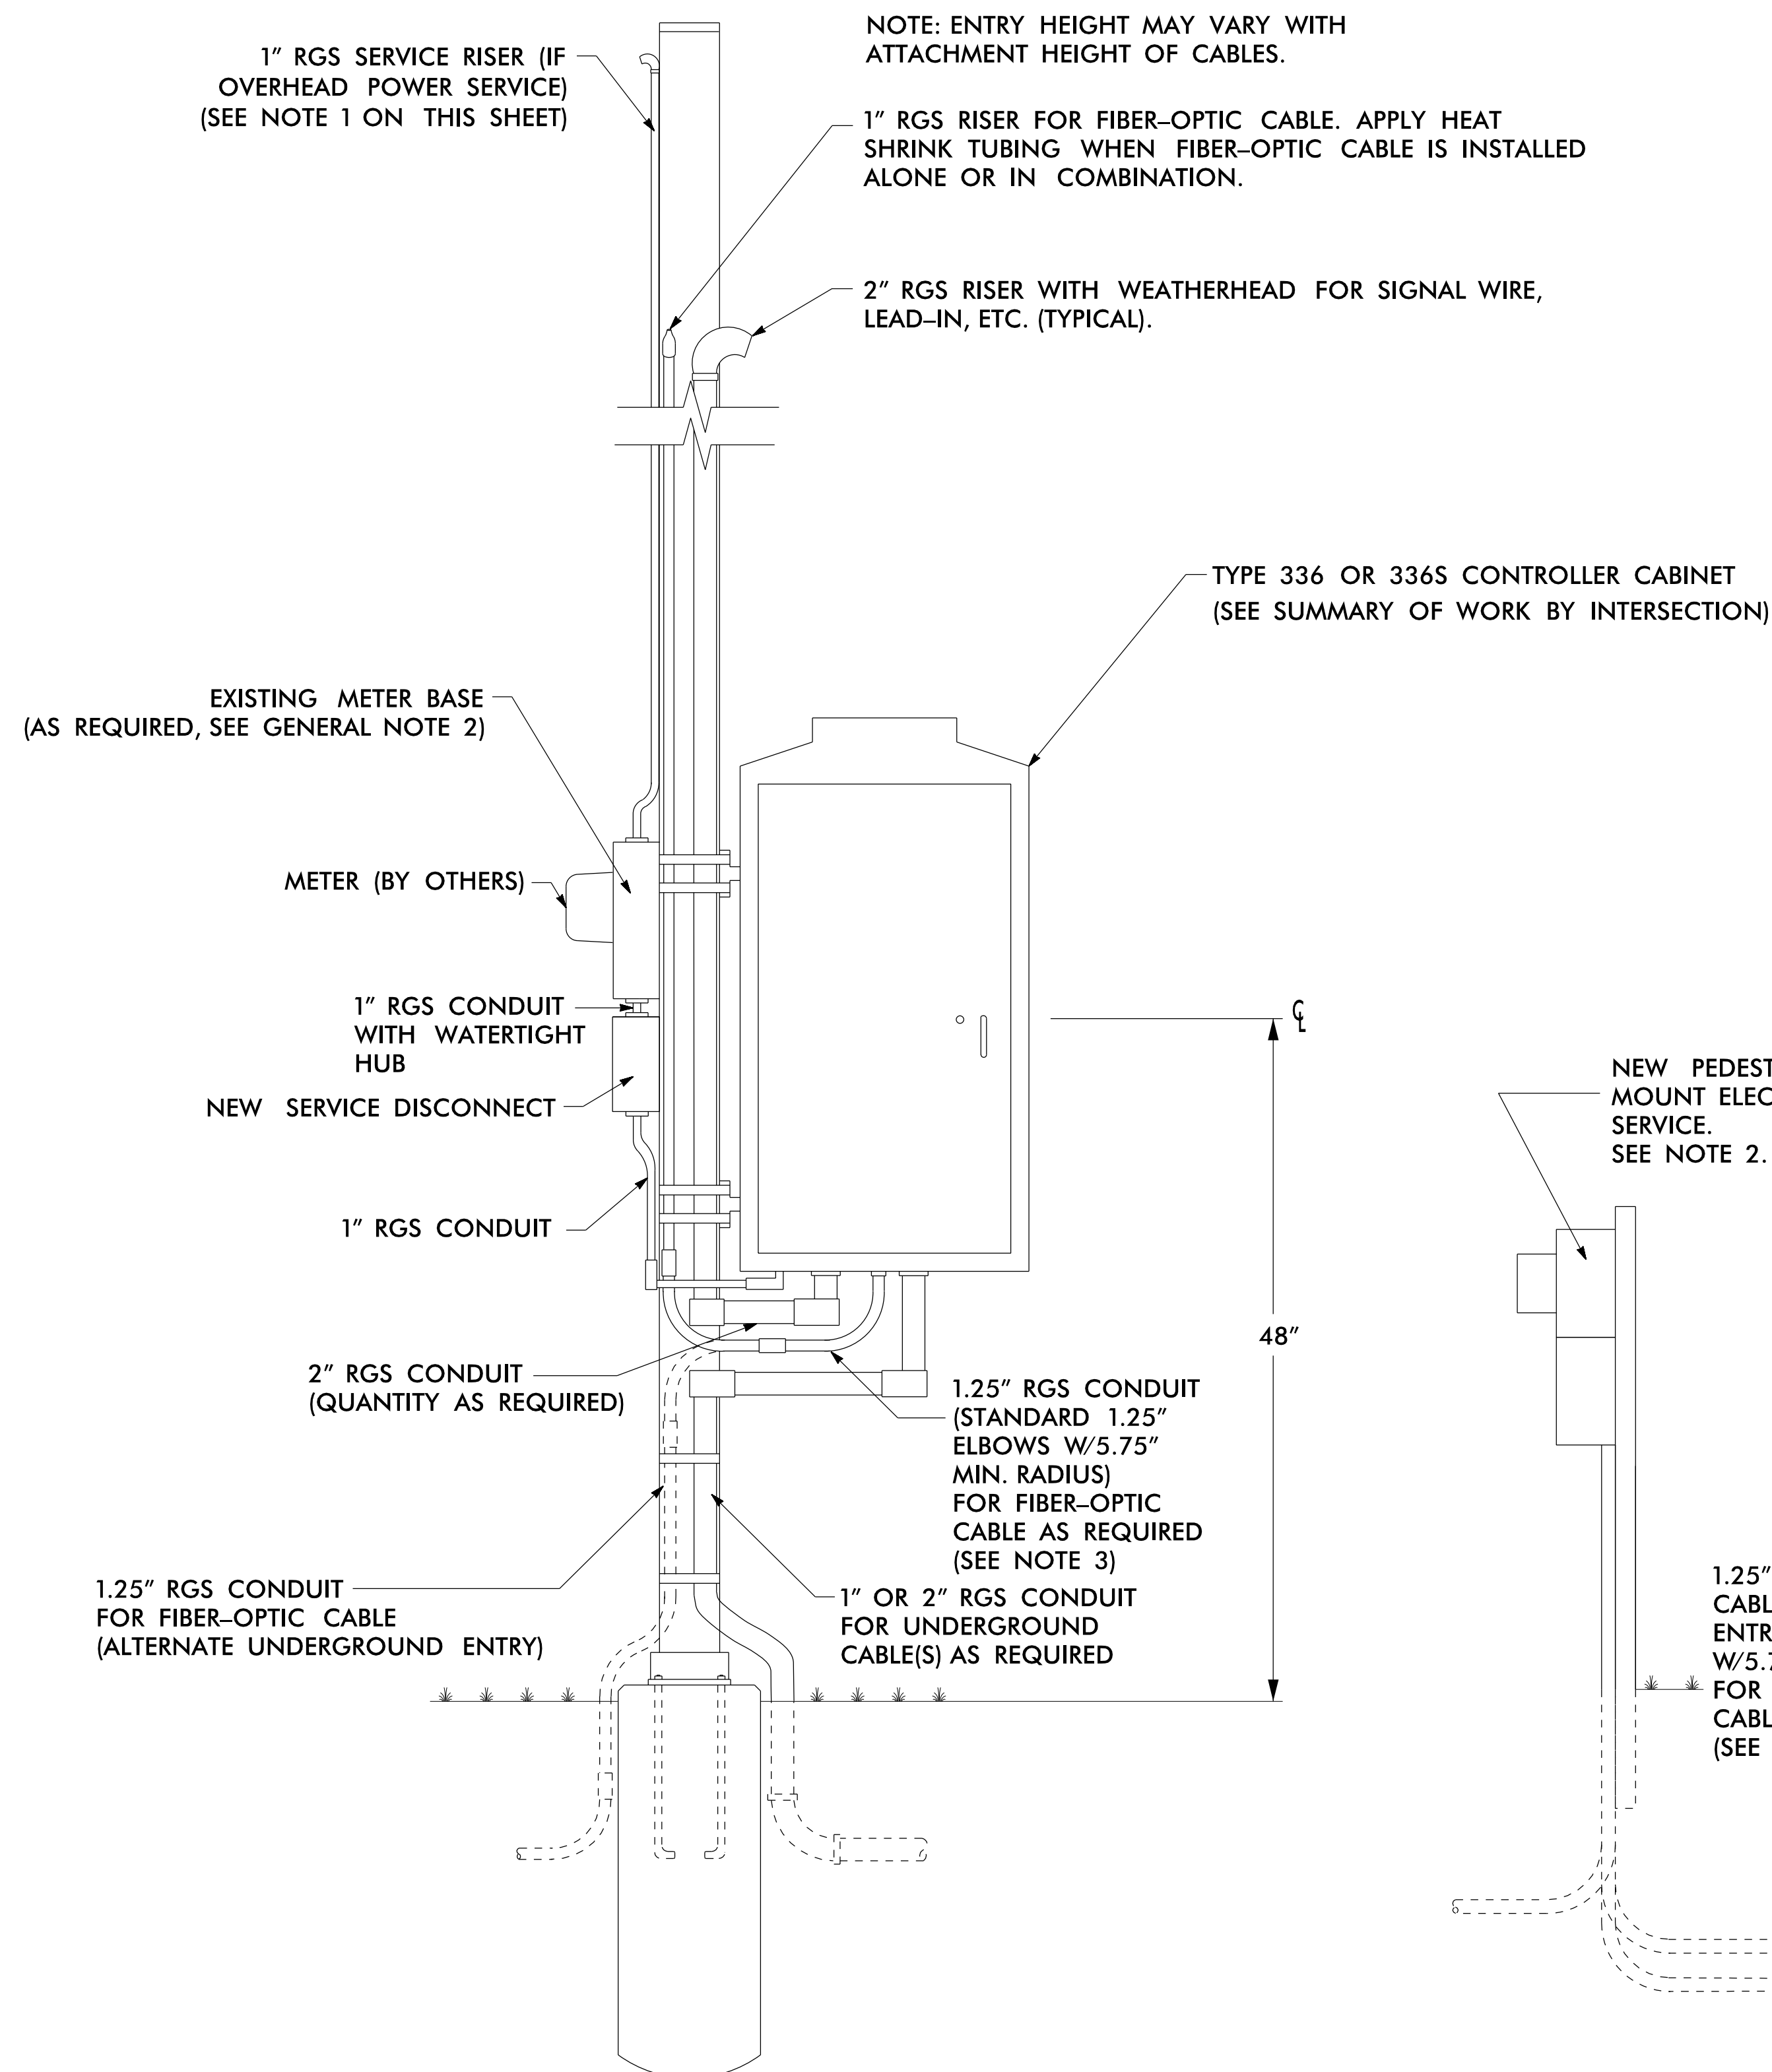 NOTE: ENTRY HEIGHT MAY VARY WITH
ATTACHMENT HEIGHT OF CABLES.
1" RGS SERVICE RISER (IF
OVERHEAD POWER SERVICE)
(SEE NOTE 1 ON THIS SHEET)
1" RGS RISER FOR FIBER–OPTIC CABLE. APPLY HEAT
SHRINK TUBING WHEN FIBER–OPTIC CABLE IS INSTALLED
ALONE OR IN COMBINATION.
2" RGS RISER WITH WEATHERHEAD FOR SIGNAL WIRE,
LEAD–IN, ETC. (TYPICAL).
TYPE 336 OR 336S CONTROLLER CABINET
(SEE SUMMARY OF WORK BY INTERSECTION)
EXISTING METER BASE
(AS REQUIRED, SEE GENERAL NOTE 2)
METER (BY OTHERS)
1" RGS CONDUIT
WITH WATERTIGHT
HUB
℄
NEW SERVICE DISCONNECT
NEW PEDEST
MOUNT ELEC
SERVICE.
SEE NOTE 2.
1" RGS CONDUIT
48"
2" RGS CONDUIT
(QUANTITY AS REQUIRED)
1.25" RGS CONDUIT
(STANDARD 1.25"
ELBOWS W/5.75"
MIN. RADIUS)
FOR FIBER–OPTIC
CABLE AS REQUIRED
(SEE NOTE 3)
1.25" RGS CONDUIT
FOR FIBER–OPTIC CABLE
(ALTERNATE UNDERGROUND ENTRY)
1" OR 2" RGS CONDUIT
FOR UNDERGROUND
CABLE(S) AS REQUIRED
1.25"
CABL
ENTR
W/5.7
FOR
CABL
(SEE